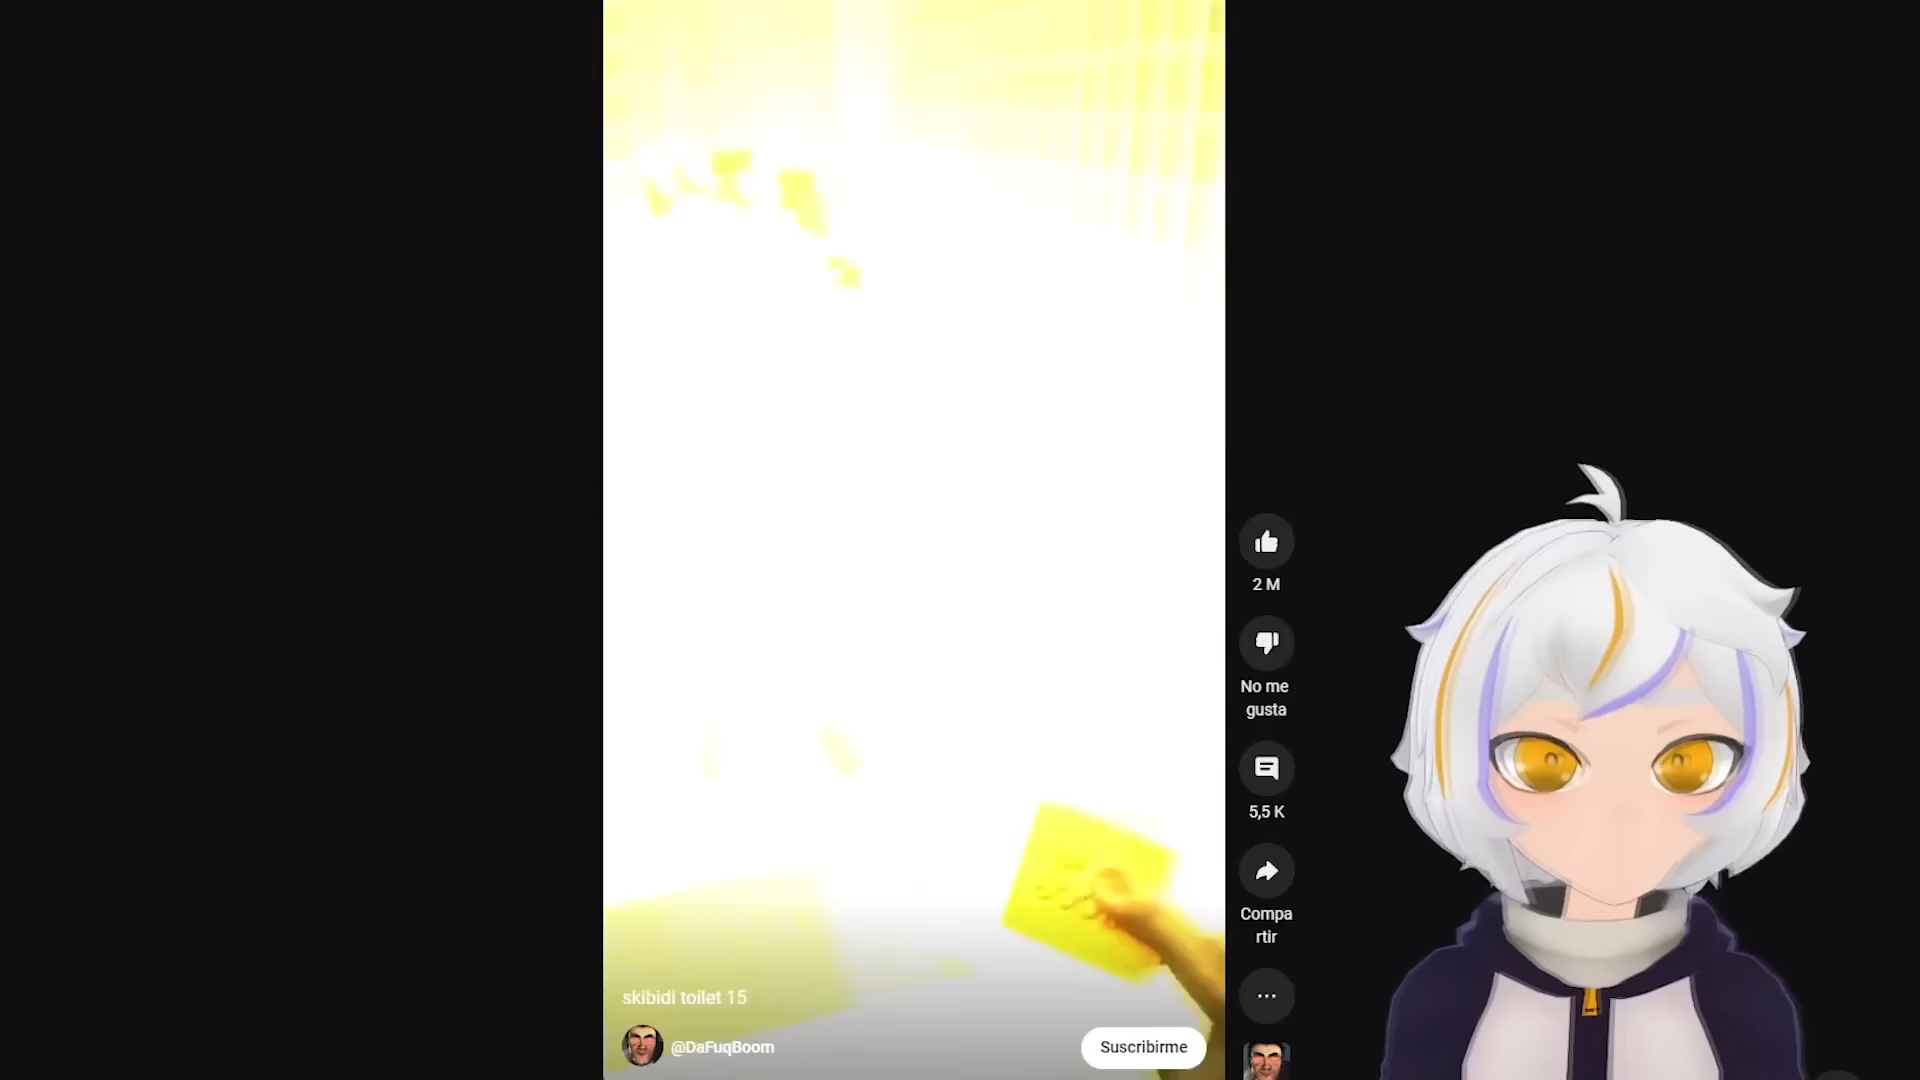 2 M
No me
gusta
5,5 K
Compa
rtir
skibidi toilet 15
@DaFuqBoom
Suscribirme